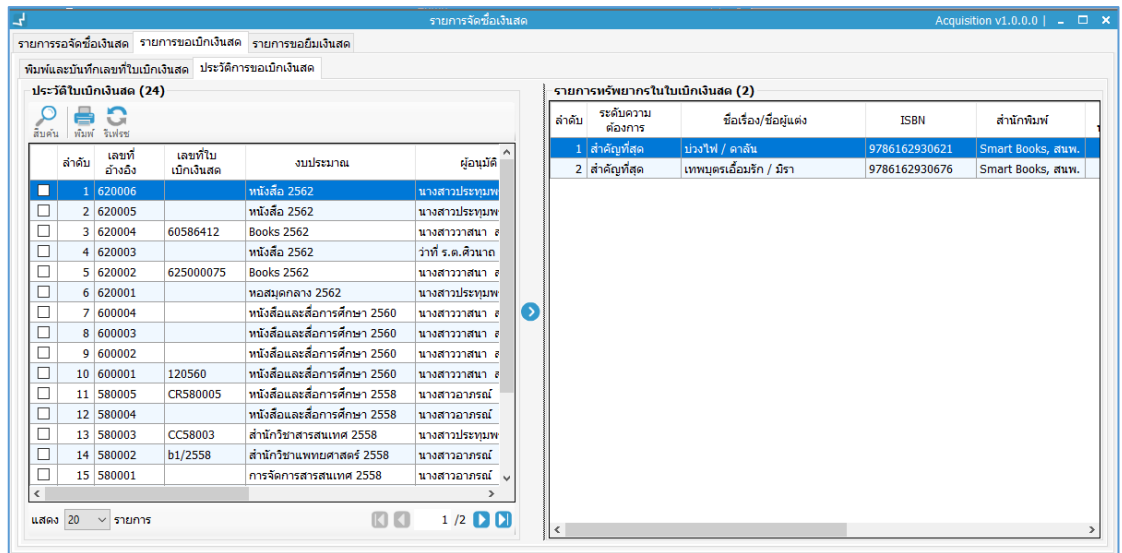 รายการจัดซื้อเงินสด
Acquisition v1.0.0.0 |
รายการรอจัดซื้อเงินสด รายการขอเบิกเงินสด รายการขอยืมเงินสด
พิมพ์และบันทึกเลขที่ใบเบิกเงินสด ประวัติการขอเบิกเงินสด
ประวัติใบเบิกเงินสด (24)
สืบค้น พิมพ์ รีเฟรช
ลำดับ เลขที่อ้างอิง เลขที่ใบเบิกเงินสด งบประมาณ ผู้อนุมัติ
1 620006 หนังสือ 2562 นางสาวประทุมพ
2 620005 หนังสือ 2562 นางสาวประทุมพ
3 620004 60586412 Books 2562 นางสาววาสนา ส
4 620003 หนังสือ 2562 ว่าที่ ร.ต.ศิวนาถ
5 620002 625000075 Books 2562 นางสาววาสนา ส
6 620001 หอสมุดกลาง 2562 นางสาวประทุมพ
7 600004 หนังสือและสื่อการศึกษา 2560 นางสาววาสนา ส
8 600003 หนังสือและสื่อการศึกษา 2560 นางสาววาสนา ส
9 600002 หนังสือและสื่อการศึกษา 2560 นางสาววาสนา ส
10 600001 120560 หนังสือและสื่อการศึกษา 2560 นางสาววาสนา ส
11 580005 CR580005 หนังสือและสื่อการศึกษา 2558 นางสาวอาภรณ์
12 580004 หนังสือและสื่อการศึกษา 2558 นางสาวอาภรณ์
13 580003 CC58003 สำนักวิชาสารสนเทศ 2558 นางสาวประทุมพ
14 580002 b1/2558 สำนักวิชาแพทยศาสตร์ 2558 นางสาวอาภรณ์
15 580001 การจัดการสารสนเทศ 2558 นางสาวอาภรณ์
แสดง 20 รายการ 1 /2
รายการทรัพยากรในใบเบิกเงินสด (2)
ลำดับ ระดับความต้องการ ชื่อเรื่อง/ชื่อผู้แต่ง ISBN สำนักพิมพ์
1 สำคัญที่สุด บ่วงไฟ / ดาลัน 9786162930621 Smart Books, สนพ.
2 สำคัญที่สุด เทพบุตรเอื้อมรัก / มิรา 9786162930676 Smart Books, สนพ.